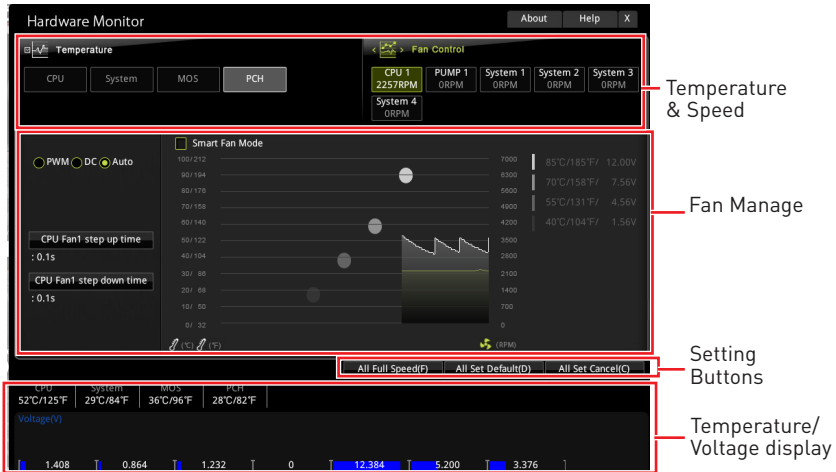 Hardware Monitor
About Help X
Temperature
Fan Control
CPU System MOS PCH
CPU 1 PUMP 1 System 1 System 2 System 3
2257RPM 0RPM 0RPM 0RPM 0RPM
System 4
0RPM
Temperature
& Speed
Smart Fan Mode
PWM DC Auto
100/212 7000
90/194 6300
80/176 5600
70/158 4900
60/140 4200
50/122 3500
40/104 2800
30/ 86 2100
20/ 68 1400
10/ 50 700
0/ 32 0
85°C/185°F/ 12.00V
70°C/158°F/ 7.56V
55°C/131°F/ 4.56V
40°C/104°F/ 1.56V
CPU Fan1 step up time
: 0.1s
CPU Fan1 step down time
: 0.1s
(°C) (°F) (RPM)
Fan Manage
All Full Speed(F) All Set Default(D) All Set Cancel(C)
Setting
Buttons
CPU System MOS PCH
52°C/125°F 29°C/84°F 36°C/96°F 28°C/82°F
Voltage(V)
1.408 0.864 1.232 0 12.384 5.200 3.376
Temperature/
Voltage display